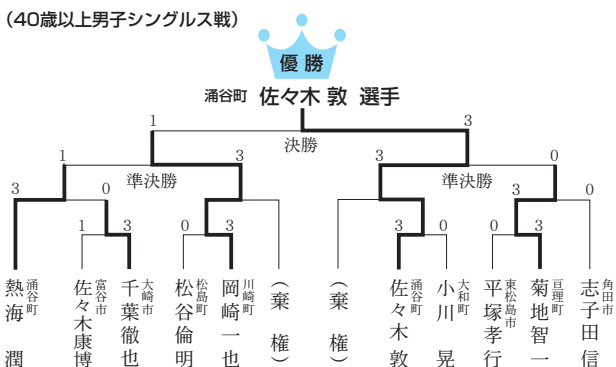 (40歳以上男子シングルス戦)
優 勝
涌谷町 佐々木 敦 選手
1 3
決勝
1 3 3 0
準決勝 準決勝
3 0 3
1 3 0 3 3 0 0 3 0
涌谷町 熱海 潤
富谷市 佐々木康博
大崎市 千葉徹也
松島町 松谷倫明
川崎町 岡崎一也
(棄 権)
(棄 権)
涌谷町 佐々木 敦
大和町 小川 晃
東松島市 平塚孝行
亘理町 菊地智一
角田市 志子田 信